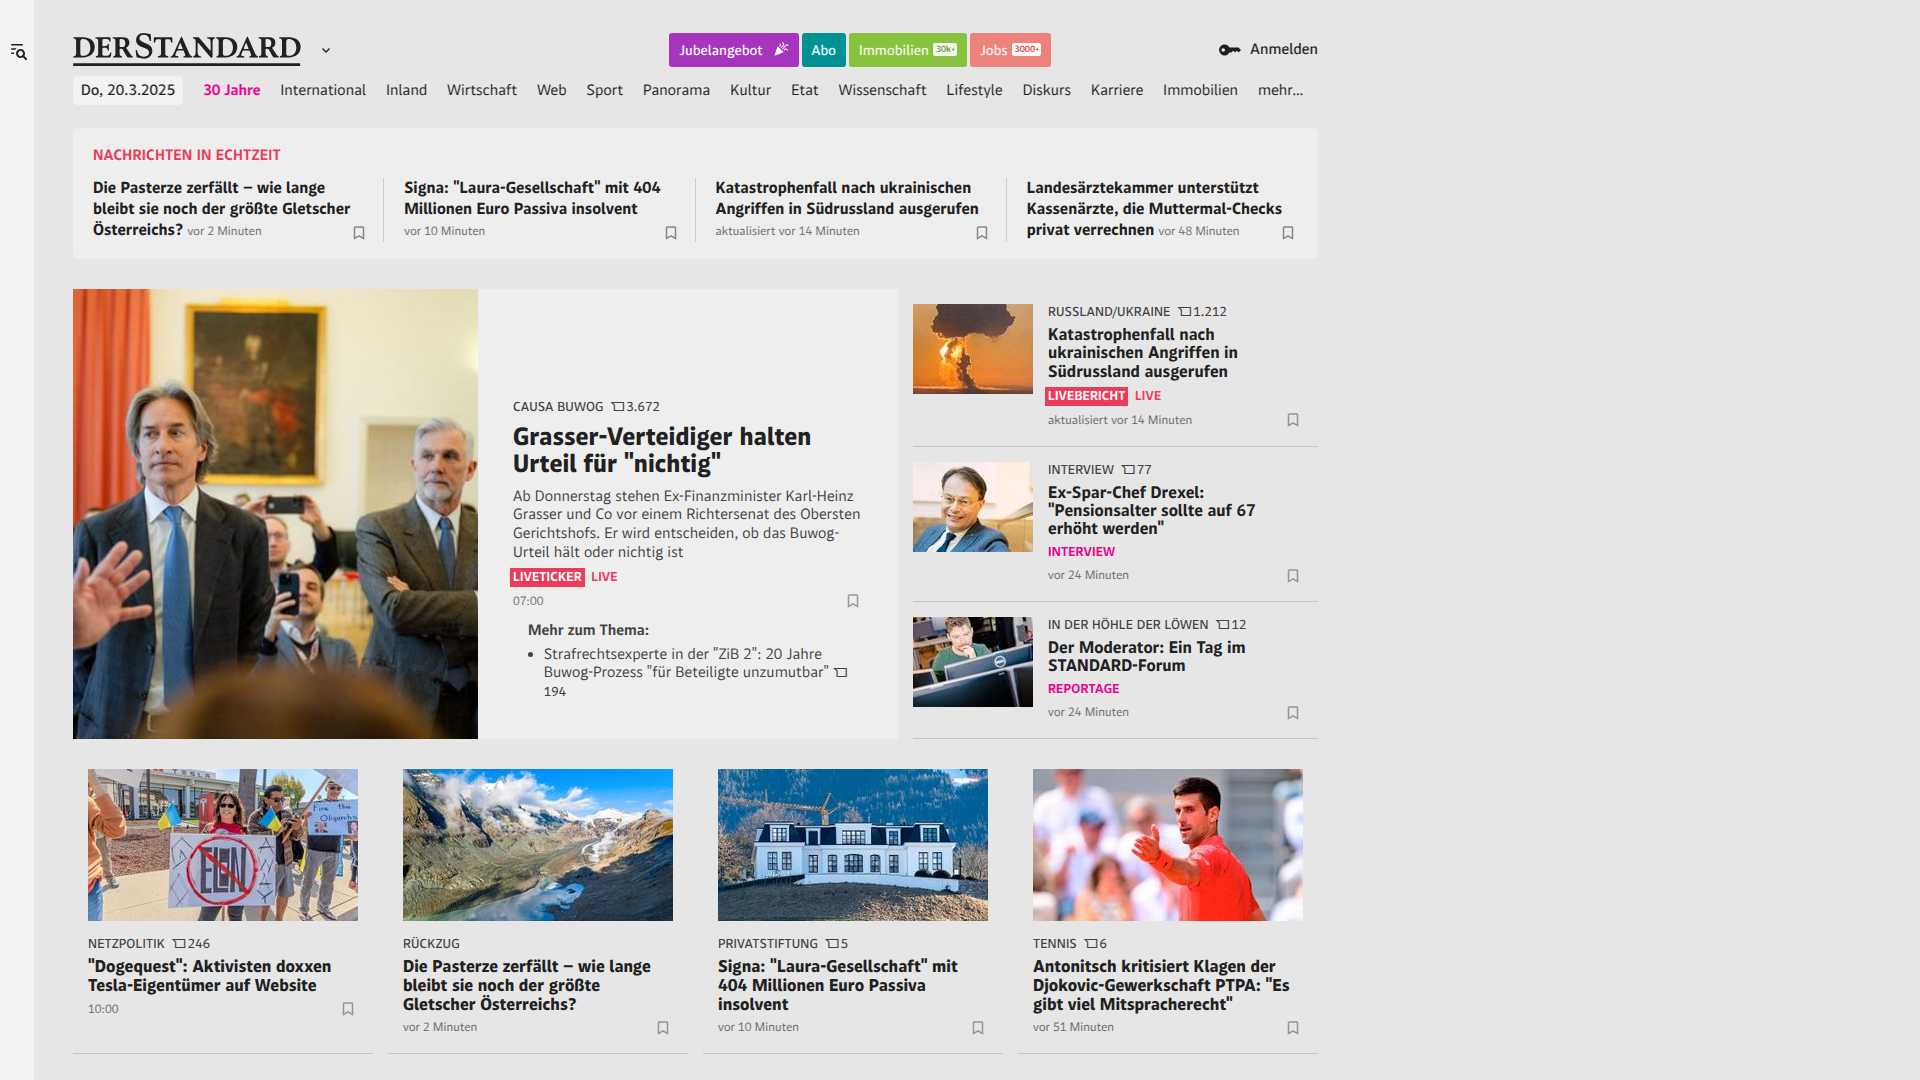 DERSTANDARD
Jubelangebot
Abo
Immobilien 30k+
Jobs 3000+
Anmelden
Do, 20.3.2025
30 Jahre
International
Inland
Wirtschaft
Web
Sport
Panorama
Kultur
Etat
Wissenschaft
Lifestyle
Diskurs
Karriere
Immobilien
mehr...
NACHRICHTEN IN ECHTZEIT
Die Pasterze zerfällt – wie lange
bleibt sie noch der größte Gletscher
Österreichs? vor 2 Minuten
Signa: "Laura-Gesellschaft" mit 404
Millionen Euro Passiva insolvent
vor 10 Minuten
Katastrophenfall nach ukrainischen
Angriffen in Südrussland ausgerufen
aktualisiert vor 14 Minuten
Landesärztekammer unterstützt
Kassenärzte, die Muttermal-Checks
privat verrechnen vor 48 Minuten
CAUSA BUWOG 3.672
Grasser-Verteidiger halten
Urteil für "nichtig"
Ab Donnerstag stehen Ex-Finanzminister Karl-Heinz
Grasser und Co vor einem Richtersenat des Obersten
Gerichtshofs. Er wird entscheiden, ob das Buwog-
Urteil hält oder nichtig ist
LIVETICKER LIVE
07:00
Mehr zum Thema:
• Strafrechtsexperte in der "ZiB 2": 20 Jahre
Buwog-Prozess "für Beteiligte unzumutbar"
194
RUSSLAND/UKRAINE 1.212
Katastrophenfall nach
ukrainischen Angriffen in
Südrussland ausgerufen
LIVEBERICHT LIVE
aktualisiert vor 14 Minuten
INTERVIEW 77
Ex-Spar-Chef Drexel:
"Pensionsalter sollte auf 67
erhöht werden"
INTERVIEW
vor 24 Minuten
IN DER HÖHLE DER LÖWEN 12
Der Moderator: Ein Tag im
STANDARD-Forum
REPORTAGE
vor 24 Minuten
TESLA
ELON
NETZPOLITIK 246
"Dogequest": Aktivisten doxxen
Tesla-Eigentümer auf Website
10:00
RÜCKZUG
Die Pasterze zerfällt – wie lange
bleibt sie noch der größte
Gletscher Österreichs?
vor 2 Minuten
PRIVATSTIFTUNG 5
Signa: "Laura-Gesellschaft" mit
404 Millionen Euro Passiva
insolvent
vor 10 Minuten
TENNIS 6
Antonitsch kritisiert Klagen der
Djokovic-Gewerkschaft PTPA: "Es
gibt viel Mitspracherecht"
vor 51 Minuten